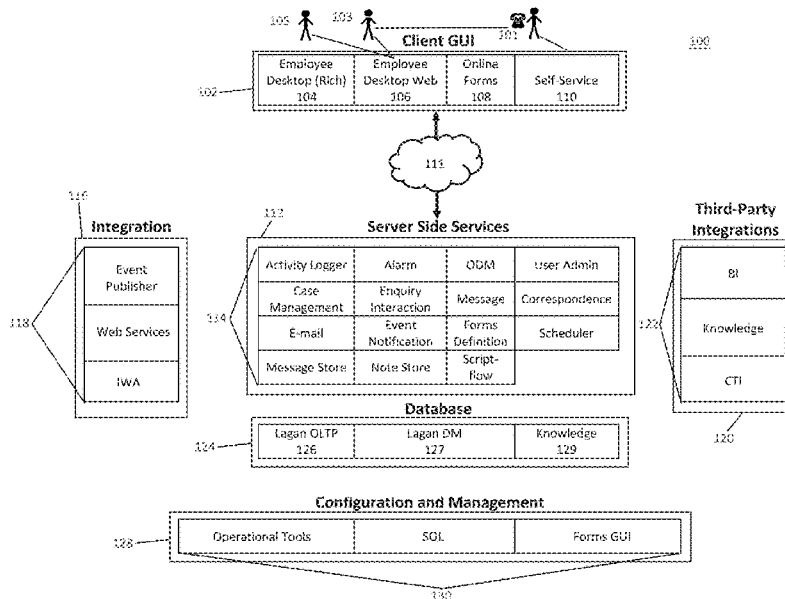 105
103
101
100
Client GUI
Employee Desktop (Rich) 104
Employee Desktop Web 106
Online Forms 108
Self-Service 110
102
111
116
Integration
Event Publisher
Web Services
IWA
118
112
Server Side Services
Activity Logger
Alarm
ODM
User Admin
Case Management
Enquiry Interaction
Message
Correspondence
E-mail
Event Notification
Forms Definition
Scheduler
Message Store
Note Store
Script-flow
114
Third-Party Integrations
BI
Knowledge
CTI
122
120
Database
Lagan OLTP 126
Lagan DM 127
Knowledge 129
124
Configuration and Management
Operational Tools
SQL
Forms GUI
128
130